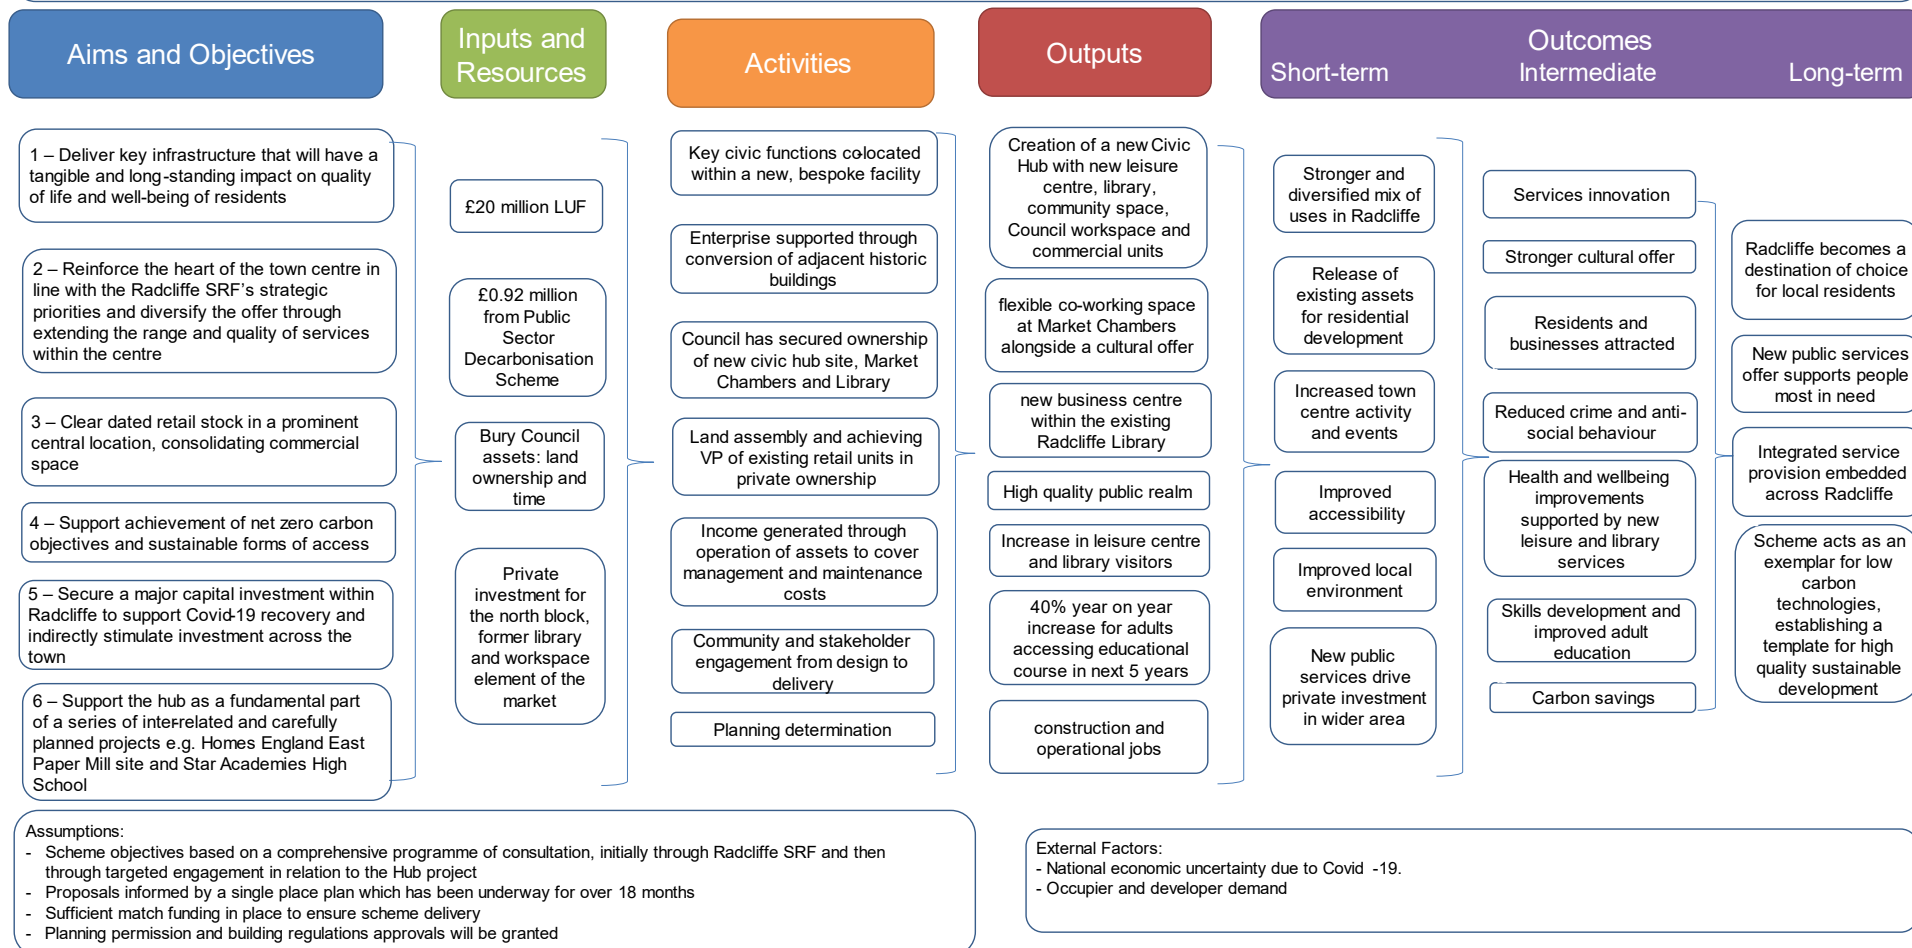 Aims and Objectives
Inputs and
Resources
Activities
Outputs
Outcomes
Short-term
Intermediate
Long-term
1 – Deliver key infrastructure that will have a
tangible and long-standing impact on quality
of life and well-being of residents
2 – Reinforce the heart of the town centre in
line with the Radcliffe SRF's strategic
priorities and diversify the offer through
extending the range and quality of services
within the centre
3 – Clear dated retail stock in a prominent
central location, consolidating commercial
space
4 – Support achievement of net zero carbon
objectives and sustainable forms of access
5 – Secure a major capital investment within
Radcliffe to support Covid-19 recovery and
indirectly stimulate investment across the
town
6 – Support the hub as a fundamental part
of a series of inter-related and carefully
planned projects e.g. Homes England East
Paper Mill site and Star Academies High
School
£20 million LUF
£0.92 million
from Public
Sector
Decarbonisation
Scheme
Bury Council
assets: land
ownership and
time
Private
investment for
the north block,
former library
and workspace
element of the
market
Key civic functions co-located
within a new, bespoke facility
Enterprise supported through
conversion of adjacent historic
buildings
Council has secured ownership
of new civic hub site, Market
Chambers and Library
Land assembly and achieving
VP of existing retail units in
private ownership
Income generated through
operation of assets to cover
management and maintenance
costs
Community and stakeholder
engagement from design to
delivery
Planning determination
Creation of a new Civic
Hub with new leisure
centre, library,
community space,
Council workspace and
commercial units
flexible co-working space
at Market Chambers
alongside a cultural offer
new business centre
within the existing
Radcliffe Library
High quality public realm
Increase in leisure centre
and library visitors
40% year on year
increase for adults
accessing educational
course in next 5 years
construction and
operational jobs
Stronger and
diversified mix of
uses in Radcliffe
Release of
existing assets
for residential
development
Increased town
centre activity
and events
Improved
accessibility
Improved local
environment
New public
services drive
private investment
in wider area
Services innovation
Stronger cultural offer
Residents and
businesses attracted
Reduced crime and anti-
social behaviour
Health and wellbeing
improvements
supported by new
leisure and library
services
Skills development and
improved adult
education
Carbon savings
Radcliffe becomes a
destination of choice
for local residents
New public services
offer supports people
most in need
Integrated service
provision embedded
across Radcliffe
Scheme acts as an
exemplar for low
carbon
technologies,
establishing a
template for high
quality sustainable
development
Assumptions:
- Scheme objectives based on a comprehensive programme of consultation, initially through Radcliffe SRF and then
through targeted engagement in relation to the Hub project
- Proposals informed by a single place plan which has been underway for over 18 months
- Sufficient match funding in place to ensure scheme delivery
- Planning permission and building regulations approvals will be granted
External Factors:
- National economic uncertainty due to Covid -19.
- Occupier and developer demand